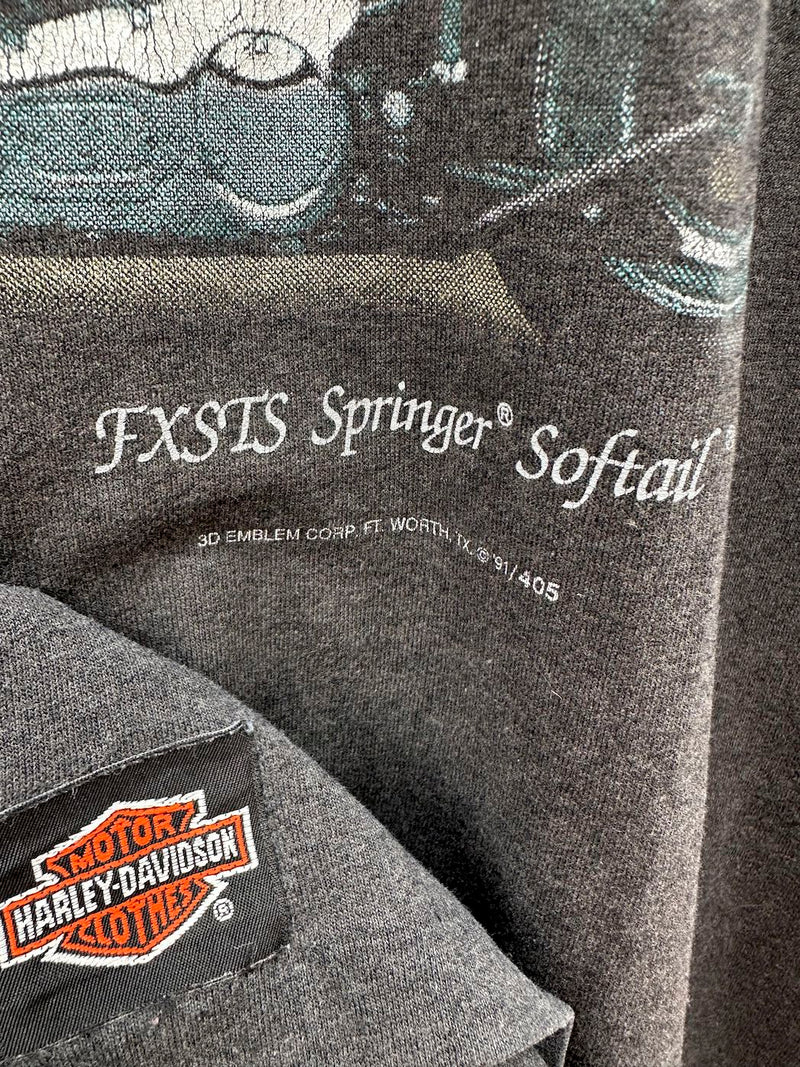 FXSTS Springer® Softail
3D EMBLEM CORP. FT. WORTH, TX. © '91/405
MOTOR
HARLEY-DAVIDSON
CLOTHES
®